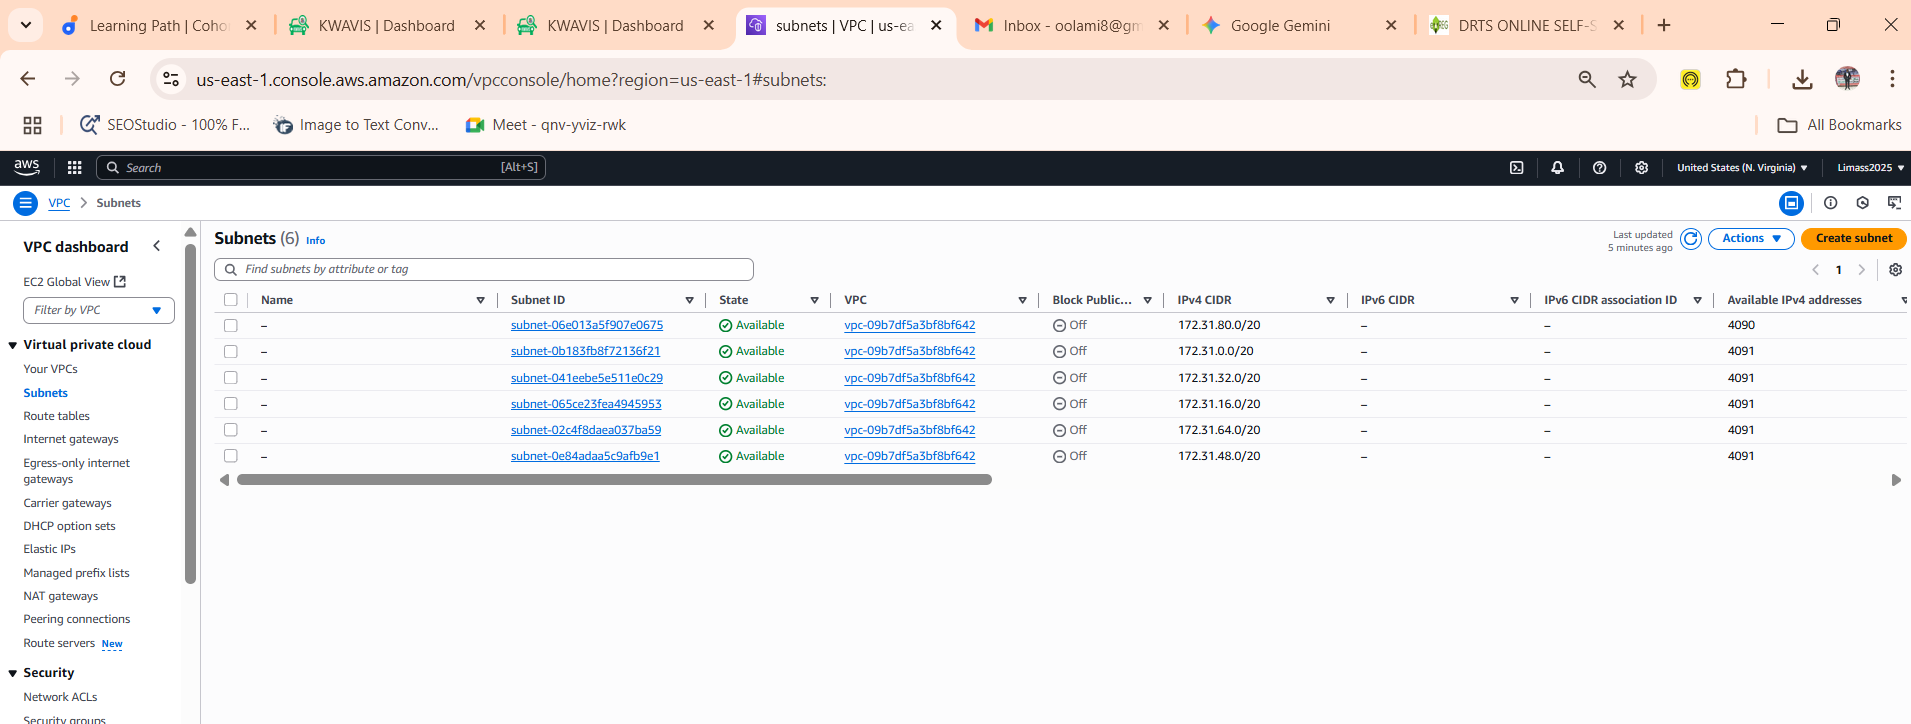 Learning Path | Coho
KWAVIS | Dashboard
KWAVIS | Dashboard
subnets | VPC | us-ea
Inbox - oolami8@gm
Google Gemini
DRTS ONLINE SELF-S
us-east-1.console.aws.amazon.com/vpcconsole/home?region=us-east-1#subnets:
SEOStudio - 100% F...
Image to Text Conv...
Meet - qnv-yviz-rwk
All Bookmarks
aws
Search
[Alt+S]
United States (N. Virginia)
Limass2025
VPC
Subnets
VPC dashboard
EC2 Global View
Filter by VPC
Virtual private cloud
Your VPCs
Subnets
Route tables
Internet gateways
Egress-only internet
gateways
Carrier gateways
DHCP option sets
Elastic IPs
Managed prefix lists
NAT gateways
Peering connections
Route servers New
Security
Network ACLs
Security groups
Subnets (6) Info
Last updated
5 minutes ago
Actions
Create subnet
Find subnets by attribute or tag
1
Name Subnet ID State VPC Block Public... IPv4 CIDR IPv6 CIDR IPv6 CIDR association ID Available IPv4 addresses
– subnet-06e013a5f907e0675 Available vpc-09b7df5a3bf8bf642 Off 172.31.80.0/20 – – 4090
– subnet-0b183fb8f72136f21 Available vpc-09b7df5a3bf8bf642 Off 172.31.0.0/20 – – 4091
– subnet-041eebe5e511e0c29 Available vpc-09b7df5a3bf8bf642 Off 172.31.32.0/20 – – 4091
– subnet-065ce23fea4945953 Available vpc-09b7df5a3bf8bf642 Off 172.31.16.0/20 – – 4091
– subnet-02c4f8daea037ba59 Available vpc-09b7df5a3bf8bf642 Off 172.31.64.0/20 – – 4091
– subnet-0e84adaa5c9afb9e1 Available vpc-09b7df5a3bf8bf642 Off 172.31.48.0/20 – – 4091